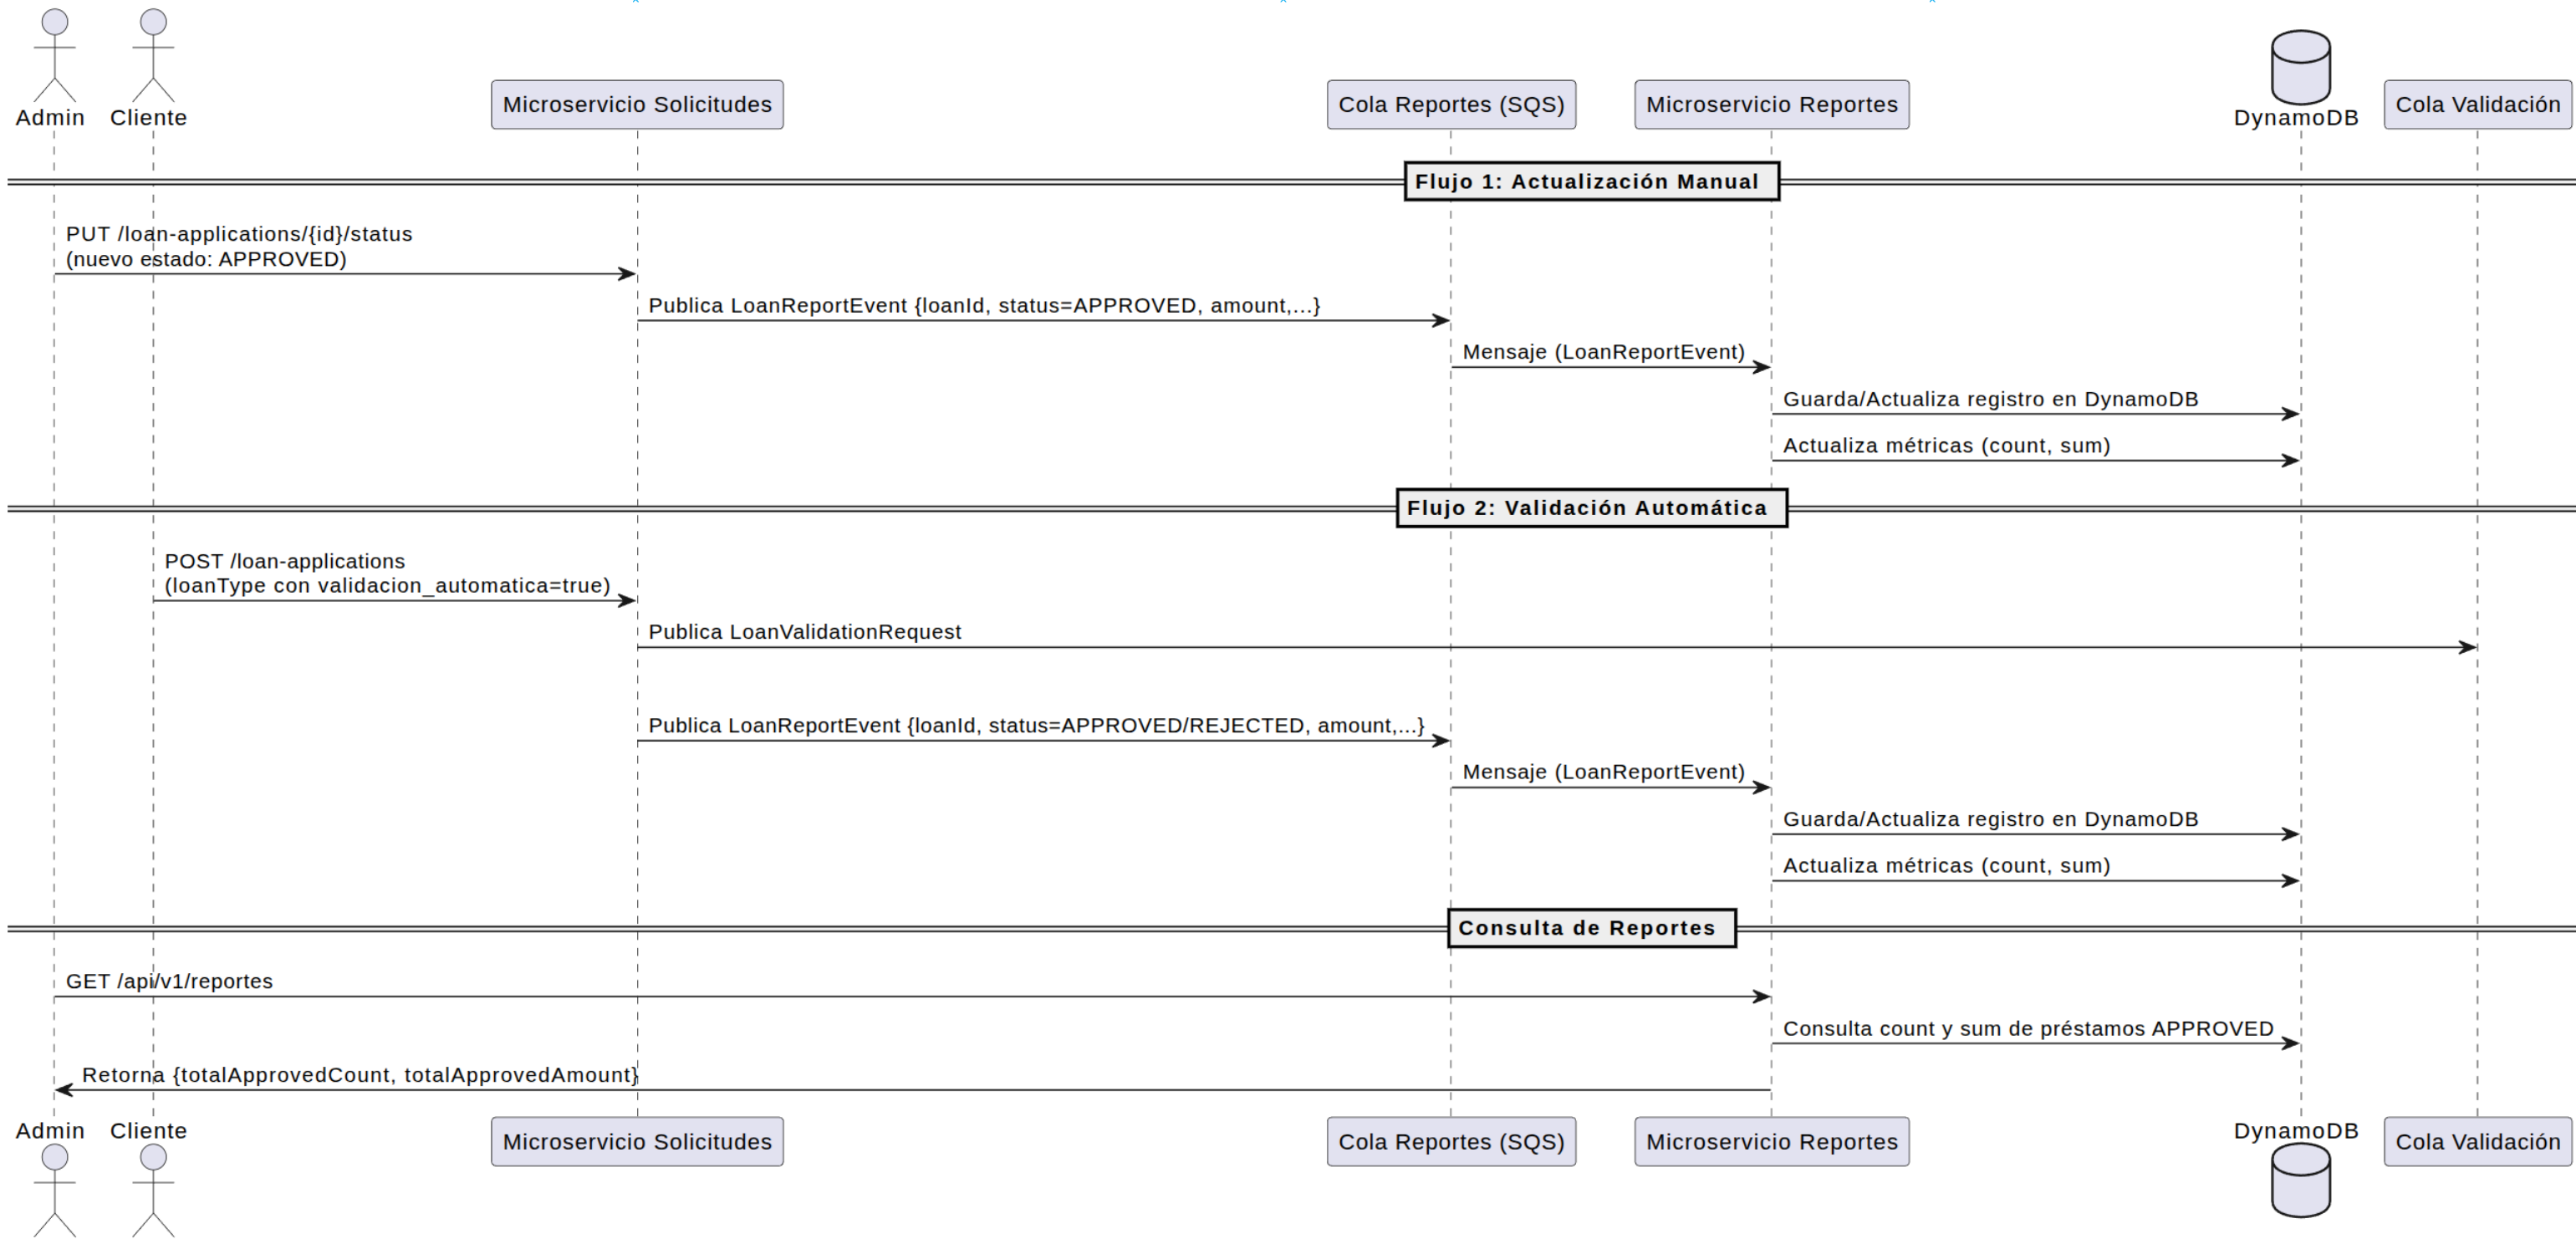 Admin
Cliente
Microservicio Solicitudes
Cola Reportes (SQS)
Microservicio Reportes
DynamoDB
Cola Validación
Flujo 1: Actualización Manual
PUT /loan-applications/{id}/status
(nuevo estado: APPROVED)
Publica LoanReportEvent {loanId, status=APPROVED, amount,...}
Mensaje (LoanReportEvent)
Guarda/Actualiza registro en DynamoDB
Actualiza métricas (count, sum)
Flujo 2: Validación Automática
POST /loan-applications
(loanType con validacion_automatica=true)
Publica LoanValidationRequest
Publica LoanReportEvent {loanId, status=APPROVED/REJECTED, amount,...}
Mensaje (LoanReportEvent)
Guarda/Actualiza registro en DynamoDB
Actualiza métricas (count, sum)
Consulta de Reportes
GET /api/v1/reportes
Consulta count y sum de préstamos APPROVED
Retorna {totalApprovedCount, totalApprovedAmount}
Admin
Cliente
Microservicio Solicitudes
Cola Reportes (SQS)
Microservicio Reportes
DynamoDB
Cola Validación